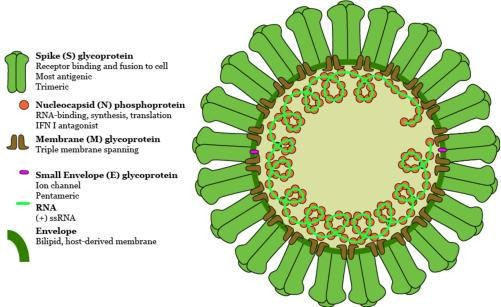 Spike (S) glycoprotein
Receptor binding and fusion to cell
Most antigenic
Trimeric
Nucleocapsid (N) phosphoprotein
RNA-binding, synthesis, translation
IFN I antagonist
Membrane (M) glycoprotein
Triple membrane spanning
Small Envelope (E) glycoprotein
Ion channel
Pentameric
RNA
(+) ssRNA
Envelope
Bilipid, host-derived membrane